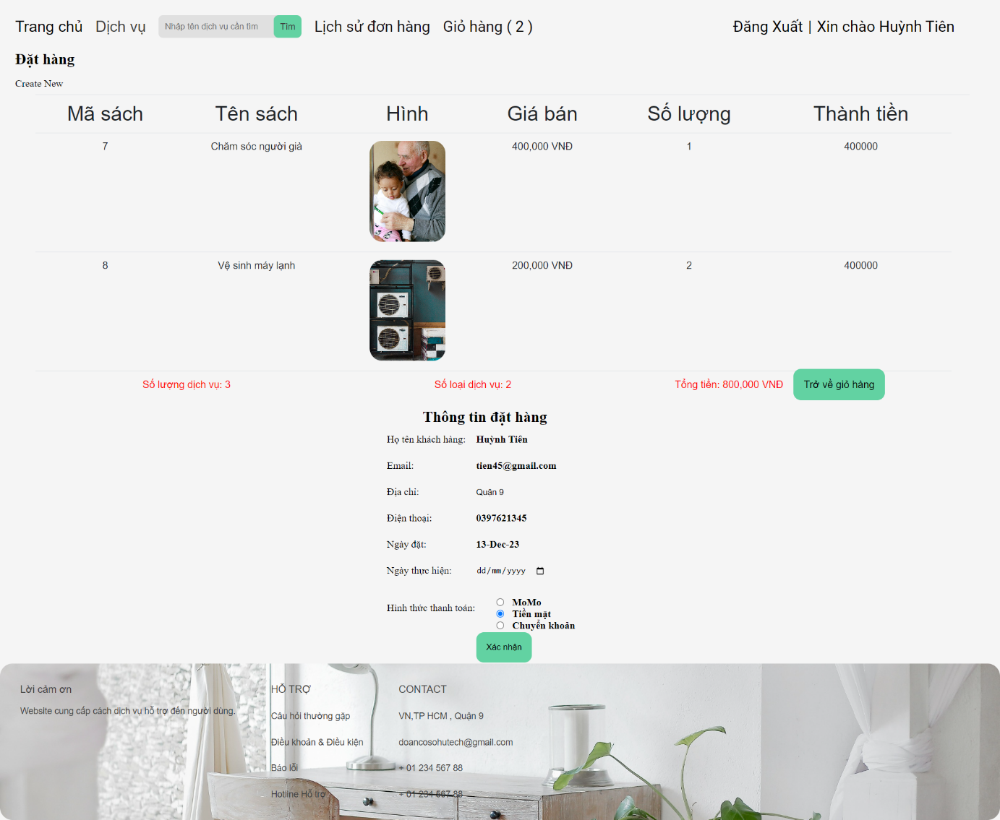 Trang chủ Dịch vụ Nhập tên dịch vụ cần tìm Tìm Lịch sử đơn hàng Giỏ hàng ( 2 ) Đăng Xuất | Xin chào Huỳnh Tiên
Đặt hàng
Create New
Mã sách Tên sách Hình Giá bán Số lượng Thành tiền
7 Chăm sóc người già 400,000 VNĐ 1 400000
8 Vệ sinh máy lạnh 200,000 VNĐ 2 400000
Số lượng dịch vụ: 3 Số loại dịch vụ: 2 Tổng tiền: 800,000 VNĐ Trở về giỏ hàng
Thông tin đặt hàng
Họ tên khách hàng: Huỳnh Tiên
Email: tien45@gmail.com
Địa chỉ: Quận 9
Điện thoại: 0397621345
Ngày đặt: 13-Dec-23
Ngày thực hiện: dd/mm/yyyy
Hình thức thanh toán:
MoMo
Tiền mặt
Chuyển khoản
Xác nhận
Lời cảm ơn
Website cung cấp cách dịch vụ hỗ trợ đến người dùng.
HỖ TRỢ
Câu hỏi thường gặp
Điều khoản & Điều kiện
Báo lỗi
Hotline Hỗ trợ
CONTACT
VN,TP HCM , Quận 9
doancosohutech@gmail.com
+ 01 234 567 88
+ 01 234 567 88